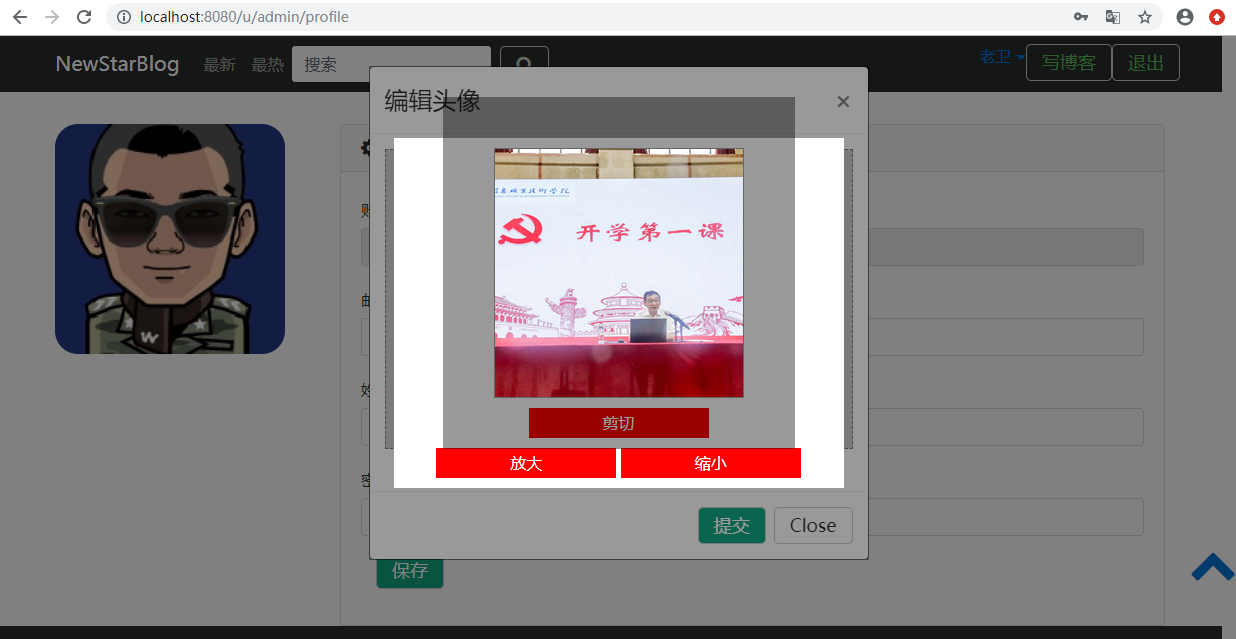 localhost:8080/u/admin/profile
NewStarBlog 最新 最热 搜索 老卫 写博客 退出
编辑头像 ×
开学第一课
W
剪切
放大 缩小
提交 Close
保存